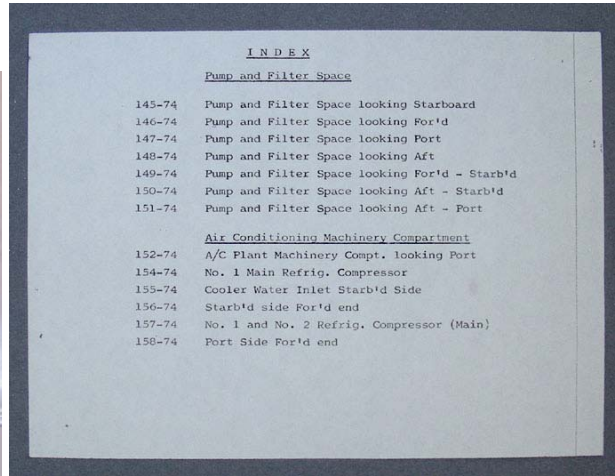 I N D E X
Pump and Filter Space
145-74 Pump and Filter Space looking Starboard
146-74 Pump and Filter Space looking For'd
147-74 Pump and Filter Space looking Port
148-74 Pump and Filter Space looking Aft
149-74 Pump and Filter Space looking For'd - Starb'd
150-74 Pump and Filter Space looking Aft - Starb'd
151-74 Pump and Filter Space looking Aft - Port
Air Conditioning Machinery Compartment
152-74 A/C Plant Machinery Compt. looking Port
154-74 No. 1 Main Refrig. Compressor
155-74 Cooler Water Inlet Starb'd Side
156-74 Starb'd side For'd end
157-74 No. 1 and No. 2 Refrig. Compressor (Main)
158-74 Port Side For'd end